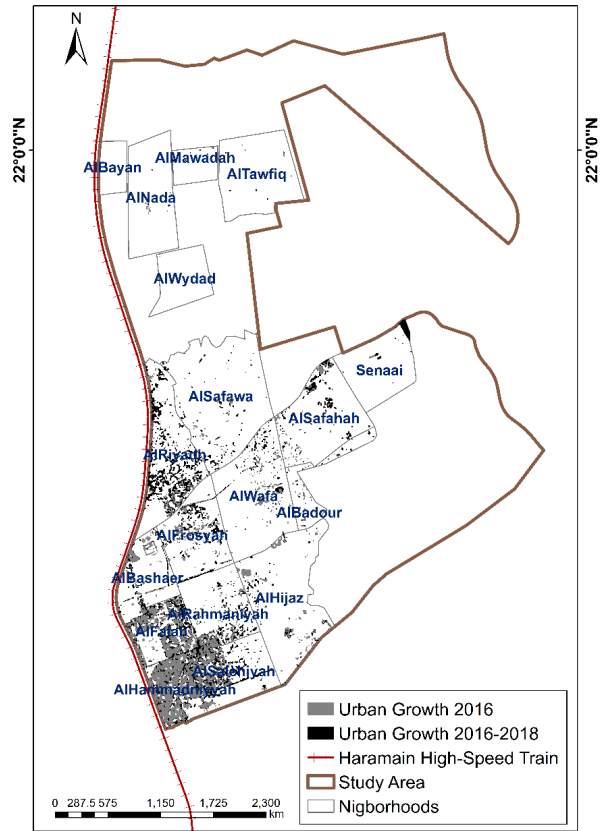 N
22°0'0"N
22°0'0"N
AlBayan
AlMawadah
AlTawfiq
AlNada
AlWydad
Senaai
AlSafawa
AlSafahah
AlRiyadh
AlWafa
AlBadour
AlFrosyah
AlBashaer
AlHijaz
AlRahmaniyah
AlFalah
AlSalehiyah
AlHammadniyyah
Urban Growth 2016
Urban Growth 2016-2018
Haramain High-Speed Train
Study Area
Nigborhoods
0 287.5 575 1,150 1,725 2,300
km